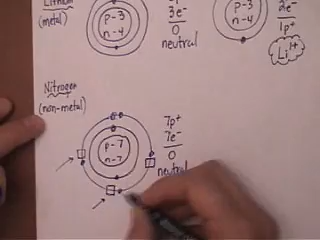 Lithium
(metal)
p-3
n-4
3e⁻
0
neutral
p-3
n-4
2e⁻
1p⁺
Li¹⁺
Nitrogen
(non-metal)
p-7
n-7
7p⁺
7e⁻
0
neutral